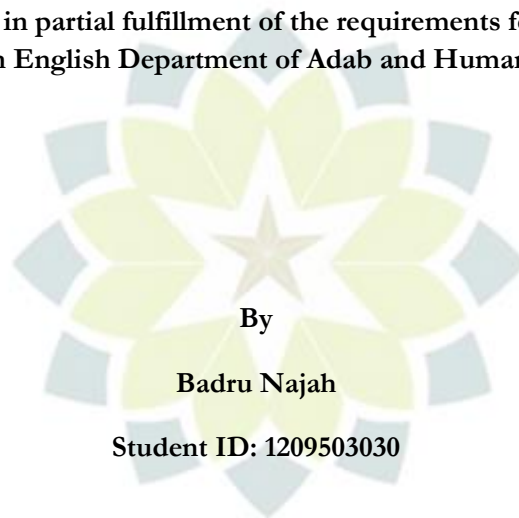 in partial fulfillment of the requirements
English Department of Adab and
By
Badru Najah
Student ID: 1209503030